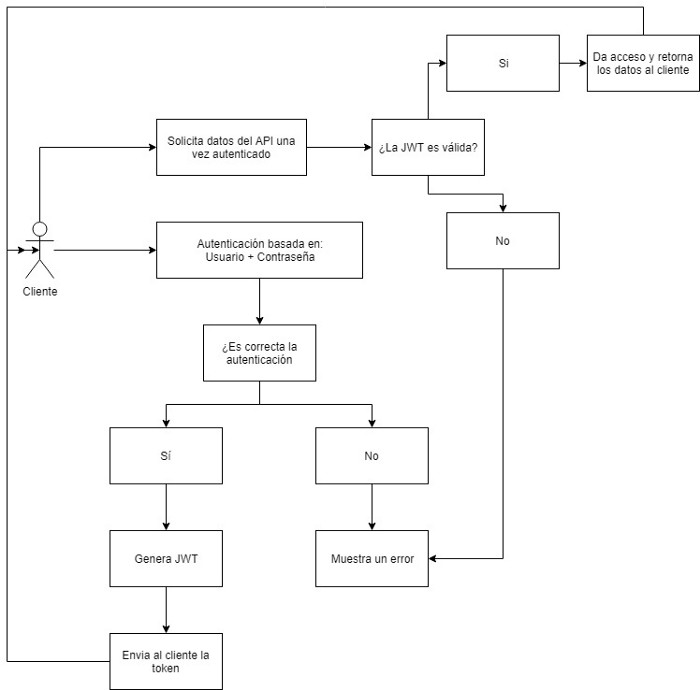 Si
Da acceso y retorna
los datos al cliente
Solicita datos del API una
vez autenticado
¿La JWT es válida?
No
Autenticación basada en:
Usuario + Contraseña
Cliente
¿Es correcta la
autenticación
Sí
No
Genera JWT
Muestra un error
Envia al cliente la
token